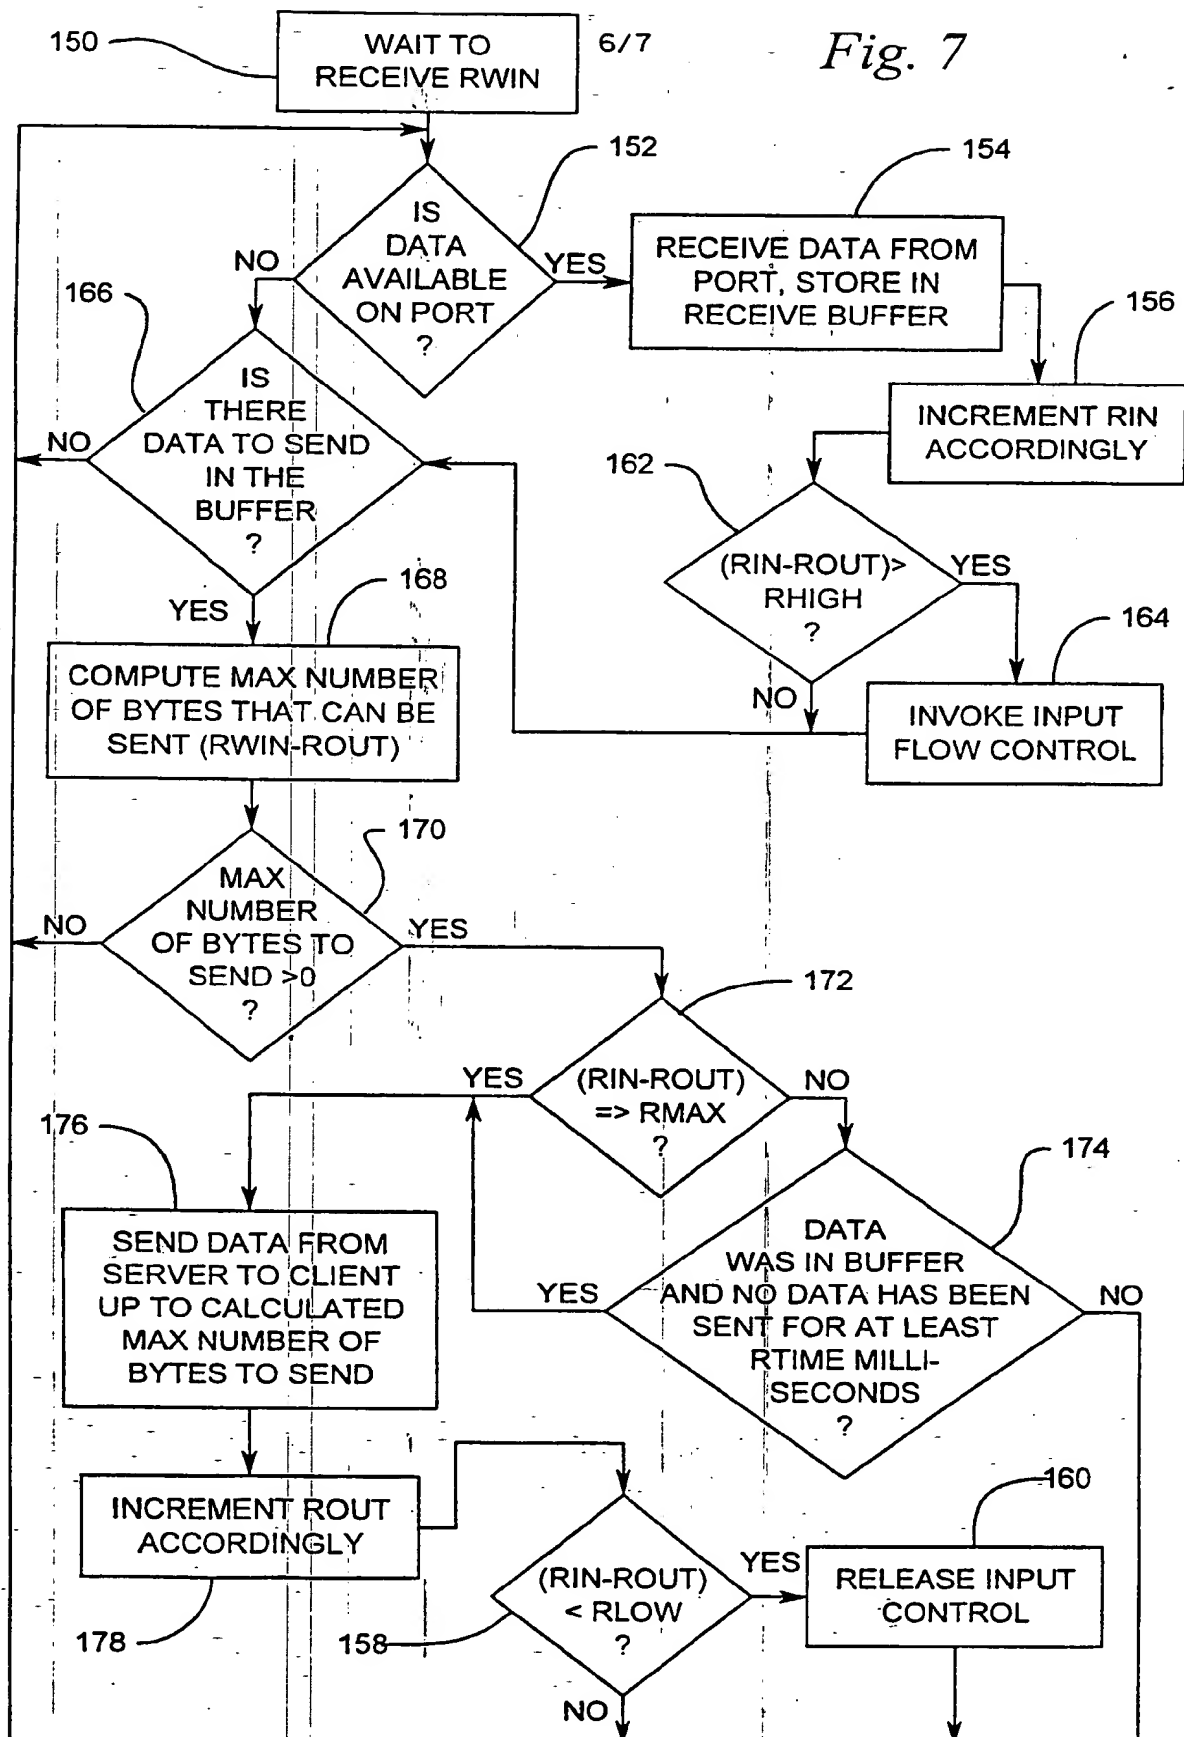 150
WAIT TO
RECEIVE RWIN
6/7
Fig. 7
152
IS
DATA
AVAILABLE
ON PORT
?
NO
YES
154
RECEIVE DATA FROM
PORT, STORE IN
RECEIVE BUFFER
156
INCREMENT RIN
ACCORDINGLY
162
(RIN-ROUT)>
RHIGH
?
YES
NO
164
INVOKE INPUT
FLOW CONTROL
166
IS
THERE
DATA TO SEND
IN THE
BUFFER
?
NO
YES
168
COMPUTE MAX NUMBER
OF BYTES THAT CAN BE
SENT (RWIN-ROUT)
170
MAX
NUMBER
OF BYTES TO
SEND >0
?
NO
YES
172
(RIN-ROUT)
=> RMAX
?
YES
NO
174
DATA
WAS IN BUFFER
AND NO DATA HAS BEEN
SENT FOR AT LEAST
RTIME MILLI-
SECONDS
?
YES
NO
176
SEND DATA FROM
SERVER TO CLIENT
UP TO CALCULATED
MAX NUMBER OF
BYTES TO SEND
INCREMENT ROUT
ACCORDINGLY
178
158
(RIN-ROUT)
< RLOW
?
YES
NO
160
RELEASE INPUT
CONTROL